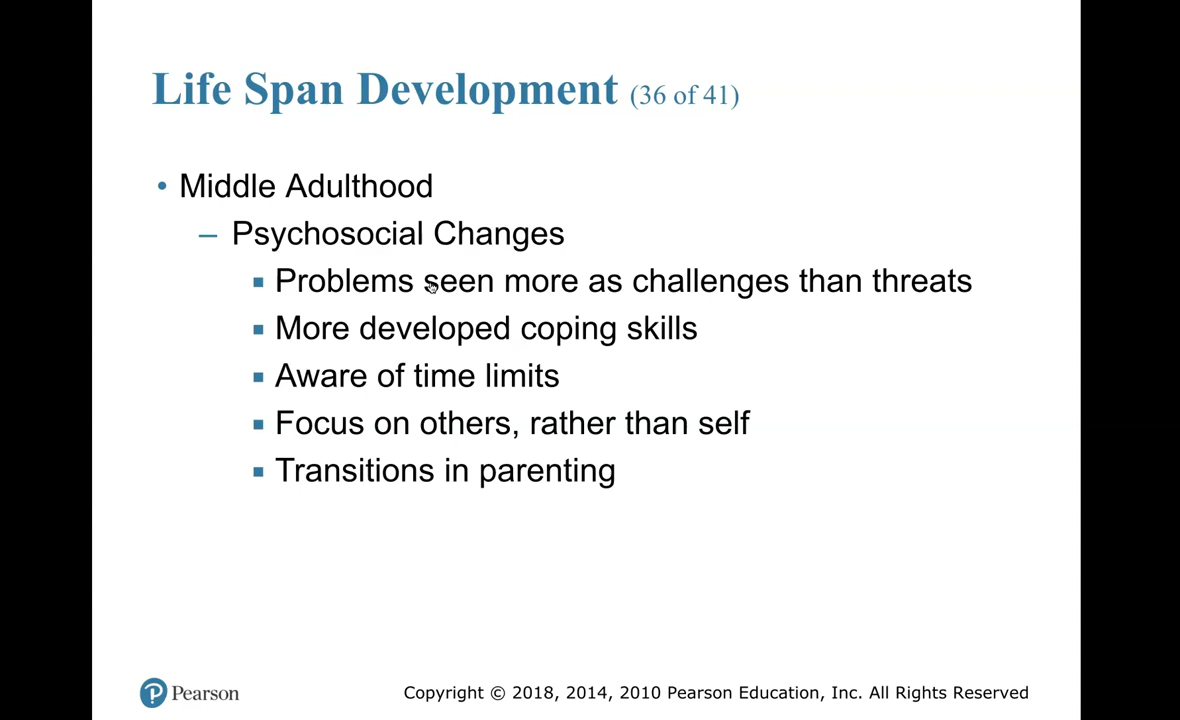 Life Span Development (36 of 41)
• Middle Adulthood
– Psychosocial Changes
▪ Problems seen more as challenges than threats
▪ More developed coping skills
▪ Aware of time limits
▪ Focus on others, rather than self
▪ Transitions in parenting
P Pearson
Copyright © 2018, 2014, 2010 Pearson Education, Inc. All Rights Reserved